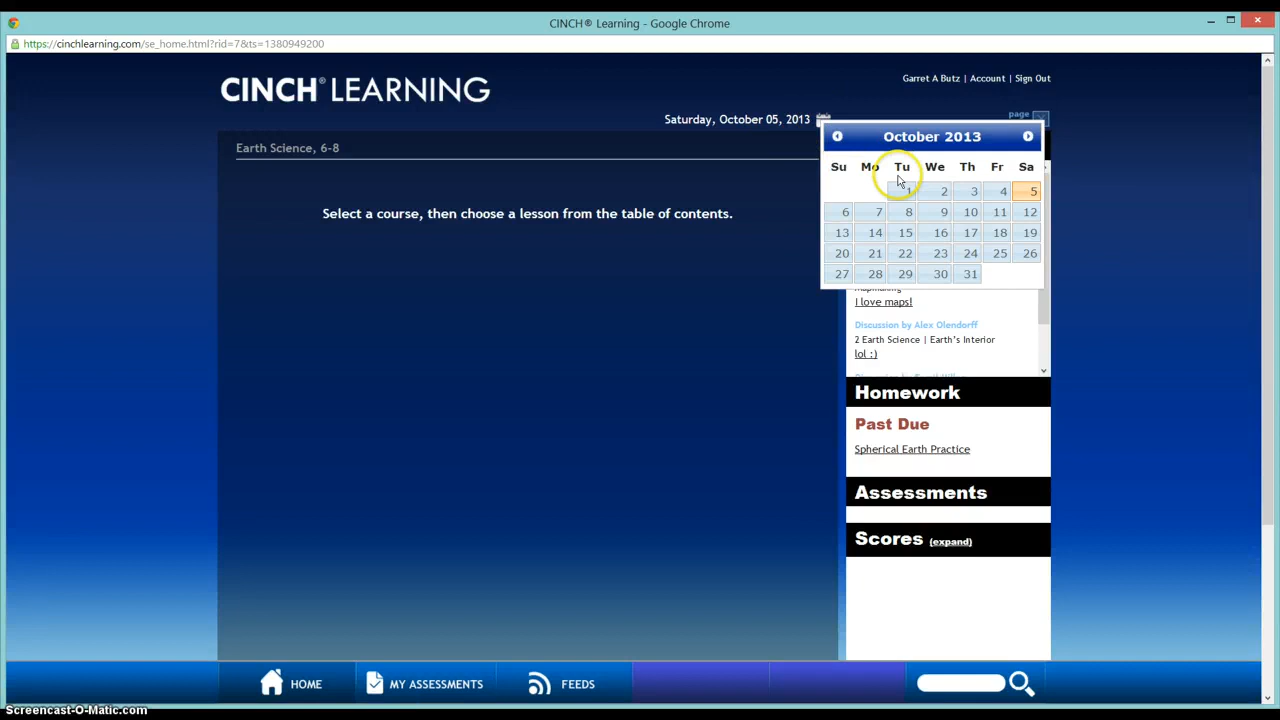 CINCH® Learning - Google Chrome
https://cinchlearning.com/se_home.html?rid=7&ts=1380949200
CINCH® LEARNING
Garret A Butz | Account | Sign Out
Saturday, October 05, 2013
page
Earth Science, 6-8
Select a course, then choose a lesson from the table of contents.
October 2013
Su Mo Tu We Th Fr Sa
1 2 3 4 5
6 7 8 9 10 11 12
13 14 15 16 17 18 19
20 21 22 23 24 25 26
27 28 29 30 31
I love maps!
Discussion by Alex Olendorff
2 Earth Science | Earth's Interior
lol :)
Homework
Past Due
Spherical Earth Practice
Assessments
Scores (expand)
HOME
MY ASSESSMENTS
FEEDS
Screencast-O-Matic.com